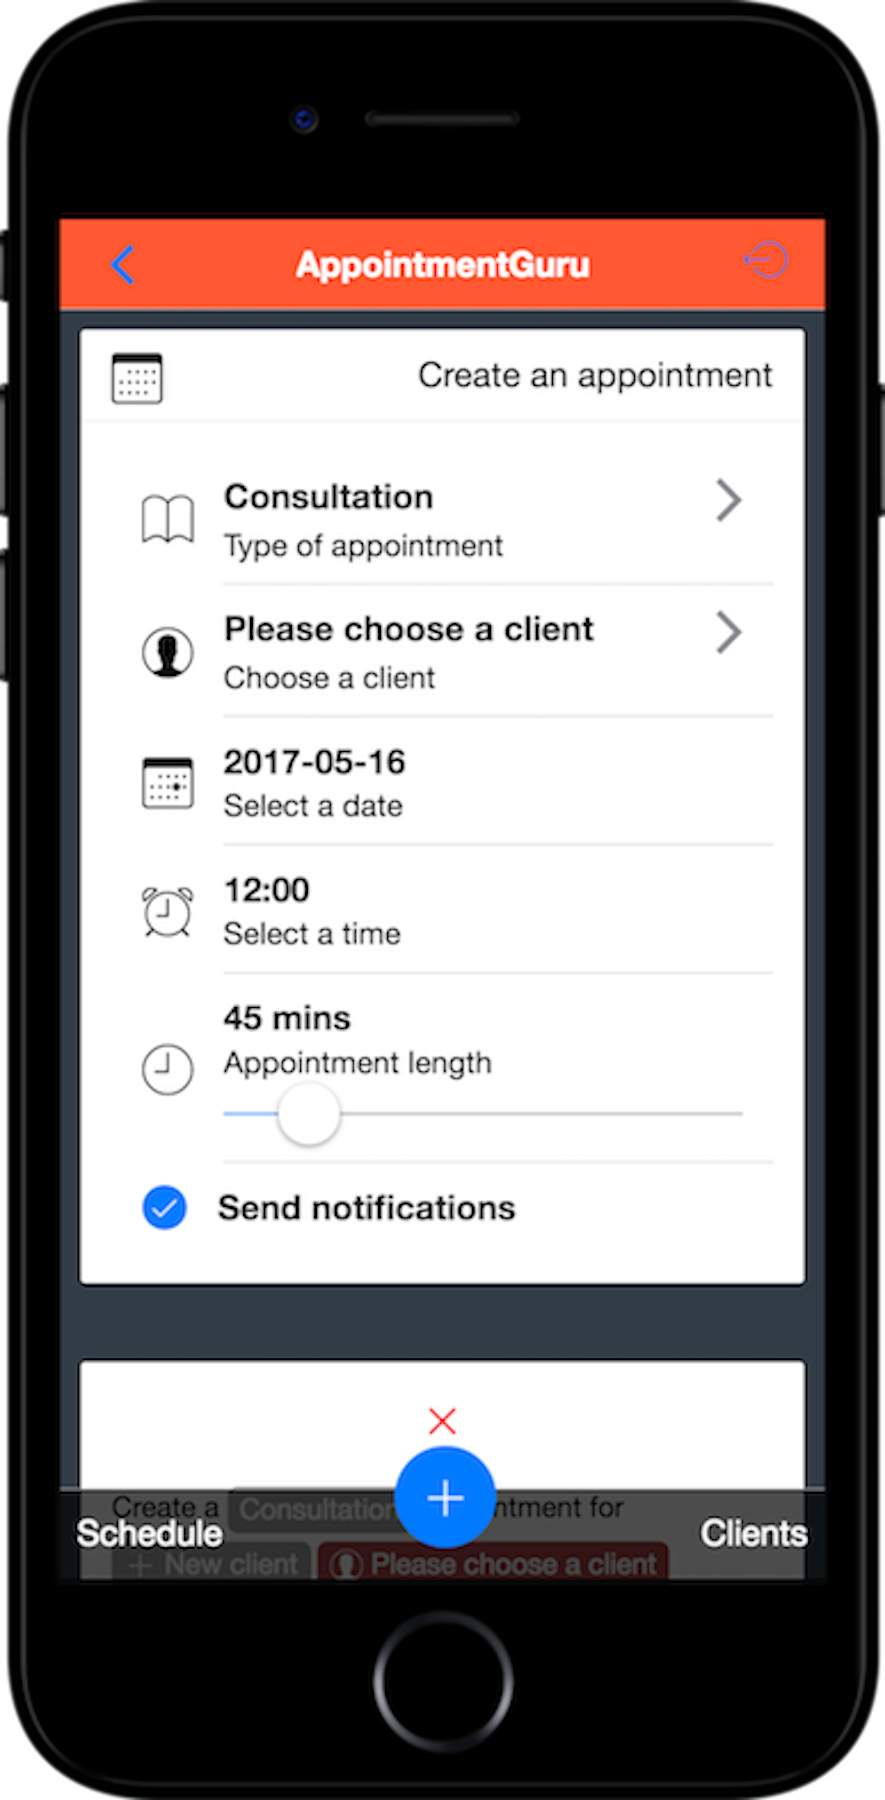 AppointmentGuru
Create an appointment
Consultation
Type of appointment
Please choose a client
Choose a client
2017-05-16
Select a date
12:00
Select a time
45 mins
Appointment length
Send notifications
Create a Consultation ntment for
Schedule
Clients
New client Please choose a client